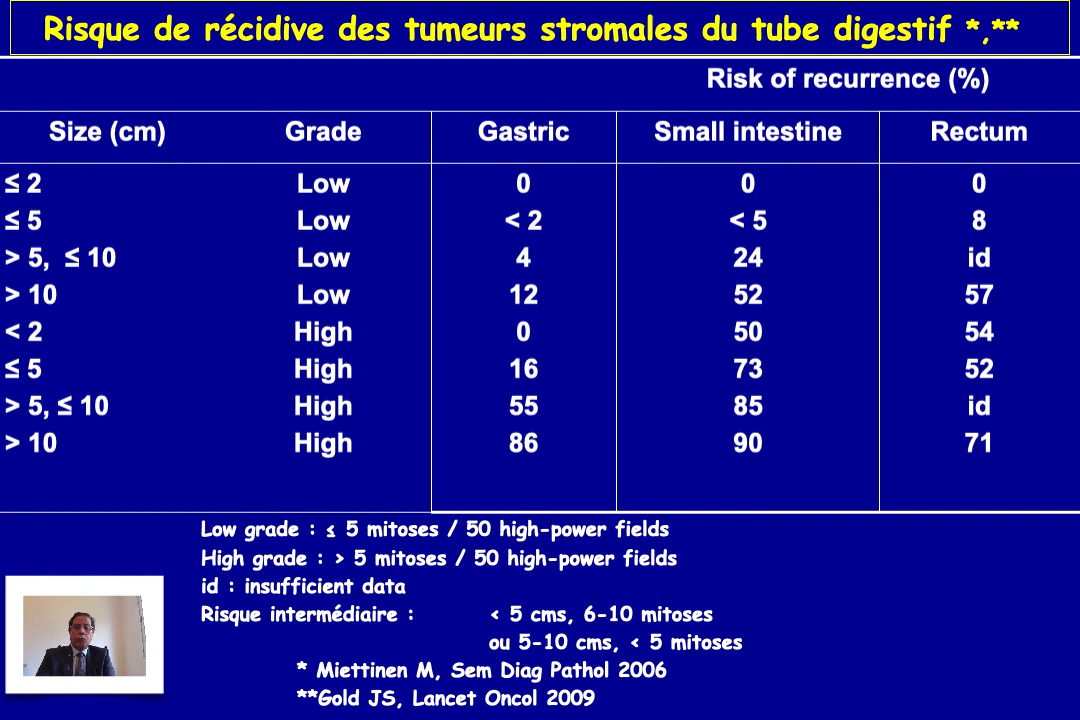 Risque de récidive des tumeurs stromales du tube digestif *,**
Risk of recurrence (%)
Size (cm) Grade Gastric Small intestine Rectum
≤ 2 Low 0 0 0
≤ 5 Low < 2 < 5 8
> 5, ≤ 10 Low 4 24 id
> 10 Low 12 52 57
< 2 High 0 50 54
≤ 5 High 16 73 52
> 5, ≤ 10 High 55 85 id
> 10 High 86 90 71
Low grade : ≤ 5 mitoses / 50 high-power fields
High grade : > 5 mitoses / 50 high-power fields
id : insufficient data
Risque intermédiaire : < 5 cms, 6-10 mitoses
ou 5-10 cms, < 5 mitoses
* Miettinen M, Sem Diag Pathol 2006
**Gold JS, Lancet Oncol 2009